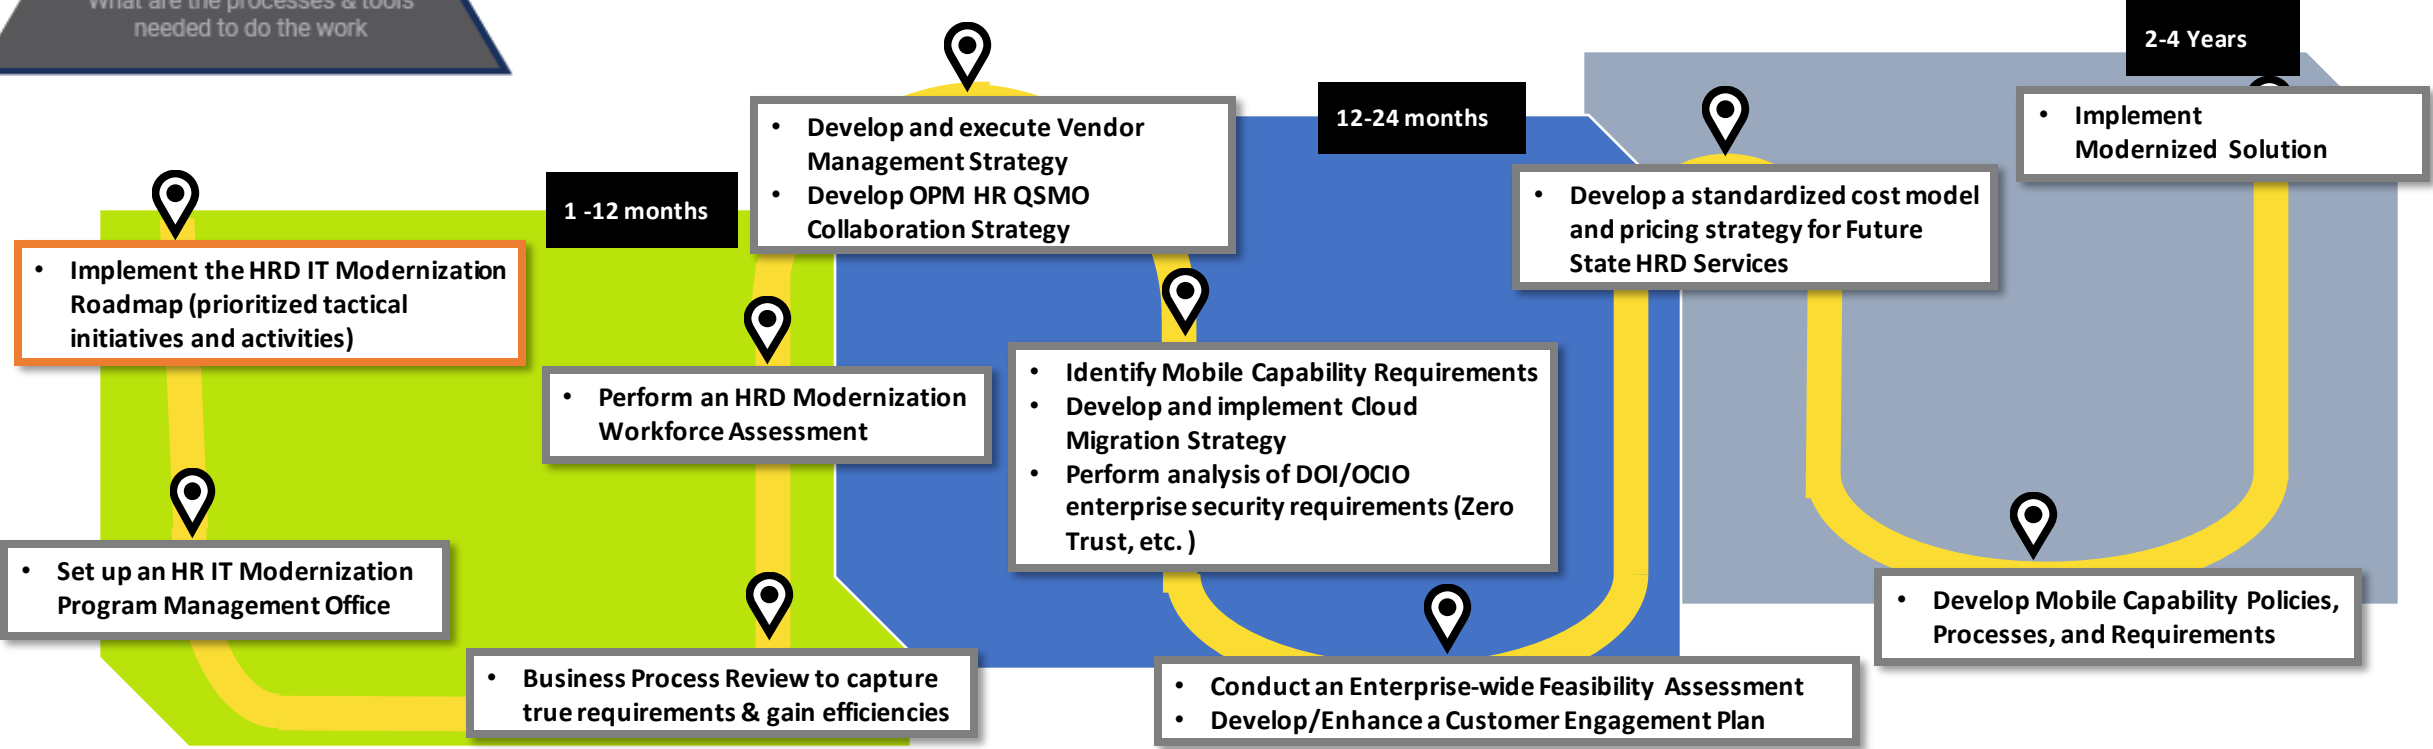 What are the processes & tools
needed to do the work
2-4 Years
12-24 months
1 -12 months
• Implement the HRD IT Modernization
Roadmap (prioritized tactical
initiatives and activities)
• Set up an HR IT Modernization
Program Management Office
• Business Process Review to capture
true requirements & gain efficiencies
• Perform an HRD Modernization
Workforce Assessment
• Develop and execute Vendor
Management Strategy
• Develop OPM HR QSMO
Collaboration Strategy
• Identify Mobile Capability Requirements
• Develop and implement Cloud
Migration Strategy
• Perform analysis of DOI/OCIO
enterprise security requirements (Zero
Trust, etc. )
• Conduct an Enterprise-wide Feasibility Assessment
• Develop/Enhance a Customer Engagement Plan
• Develop a standardized cost model
and pricing strategy for Future
State HRD Services
• Develop Mobile Capability Policies,
Processes, and Requirements
• Implement
Modernized Solution